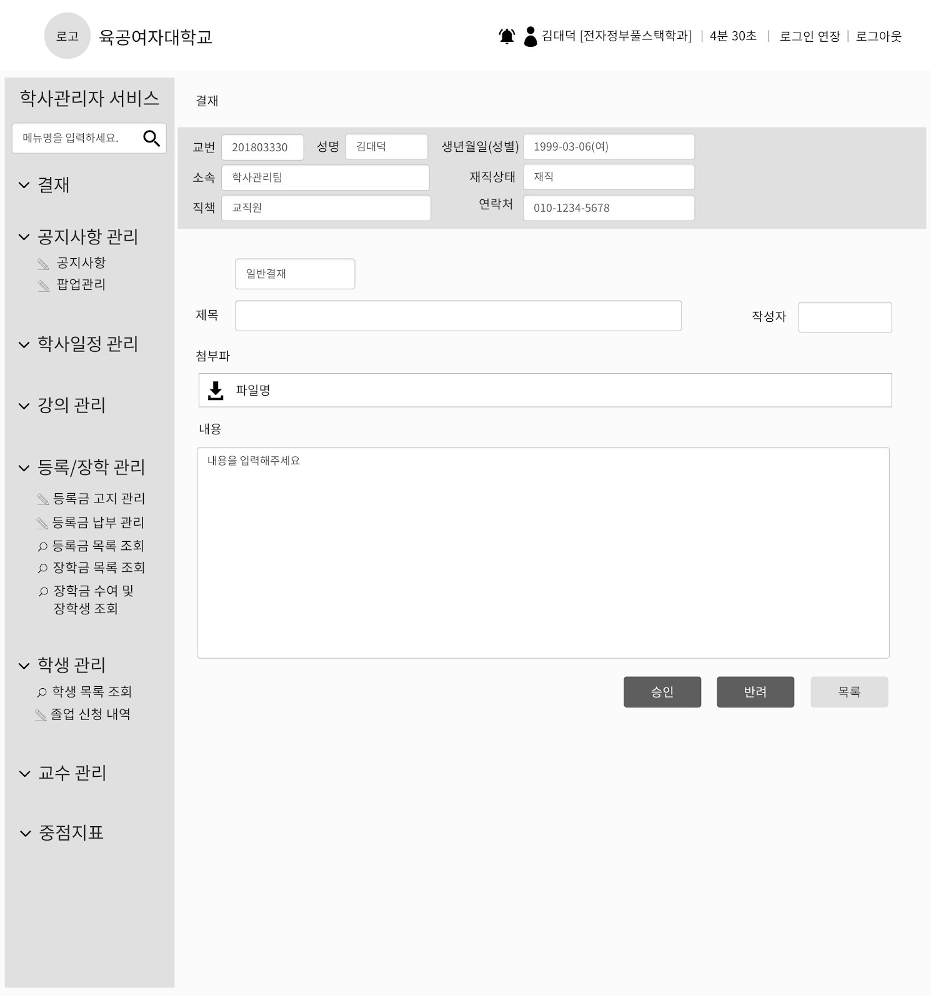 로고 육공여자대학교
김대덕 [전자정부풀스택학과] | 4분 30초 | 로그인 연장 | 로그아웃
학사관리자 서비스
메뉴명을 입력하세요.
결재
공지사항 관리
공지사항
팝업관리
학사일정 관리
강의 관리
등록/장학 관리
등록금 고지 관리
등록금 납부 관리
등록금 목록 조회
장학금 목록 조회
장학금 수여 및
장학생 조회
학생 관리
학생 목록 조회
졸업 신청 내역
교수 관리
중점지표
결재
교번 201803330 성명 김대덕 생년월일(성별) 1999-03-06(여)
소속 학사관리팀 재직상태 재직
직책 교직원 연락처 010-1234-5678
일반결재
제목 작성자
첨부파
파일명
내용
내용을 입력해주세요
승인 반려 목록